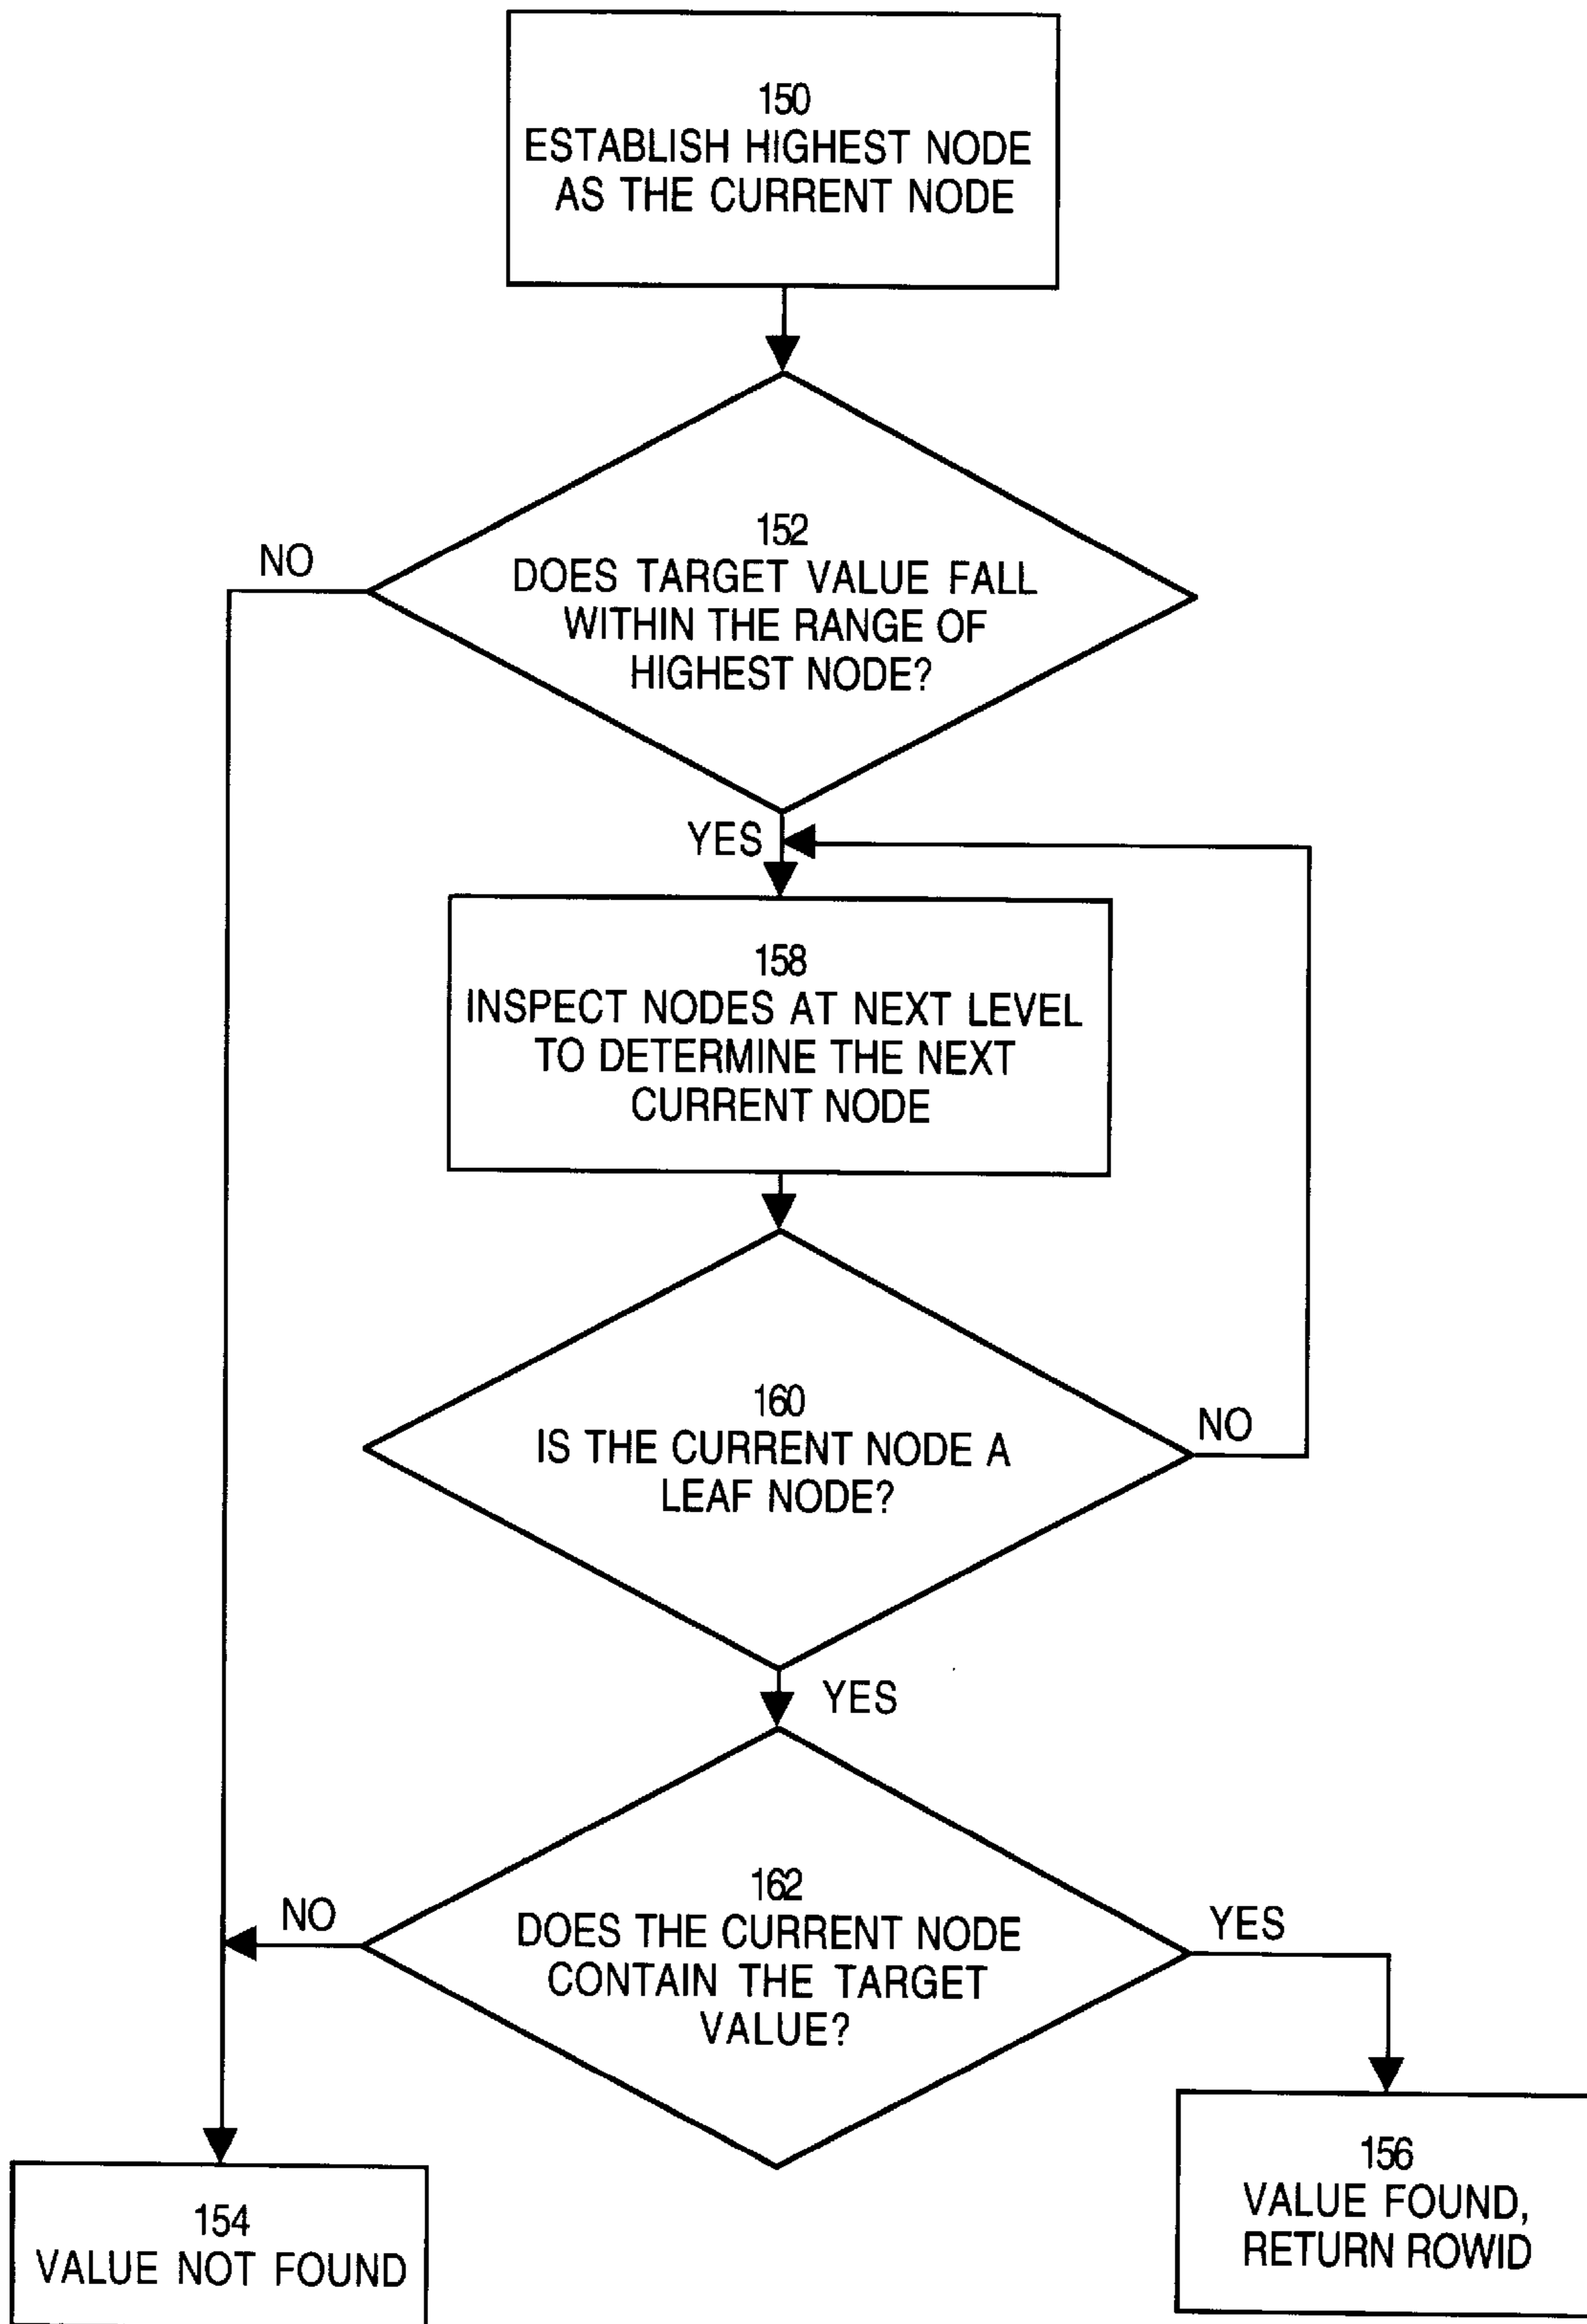 150
ESTABLISH HIGHEST NODE
AS THE CURRENT NODE
152
DOES TARGET VALUE FALL
WITHIN THE RANGE OF
HIGHEST NODE?
NO
YES
158
INSPECT NODES AT NEXT LEVEL
TO DETERMINE THE NEXT
CURRENT NODE
160
IS THE CURRENT NODE A
LEAF NODE?
NO
YES
162
DOES THE CURRENT NODE
CONTAIN THE TARGET
VALUE?
NO
YES
154
VALUE NOT FOUND
156
VALUE FOUND,
RETURN ROWID